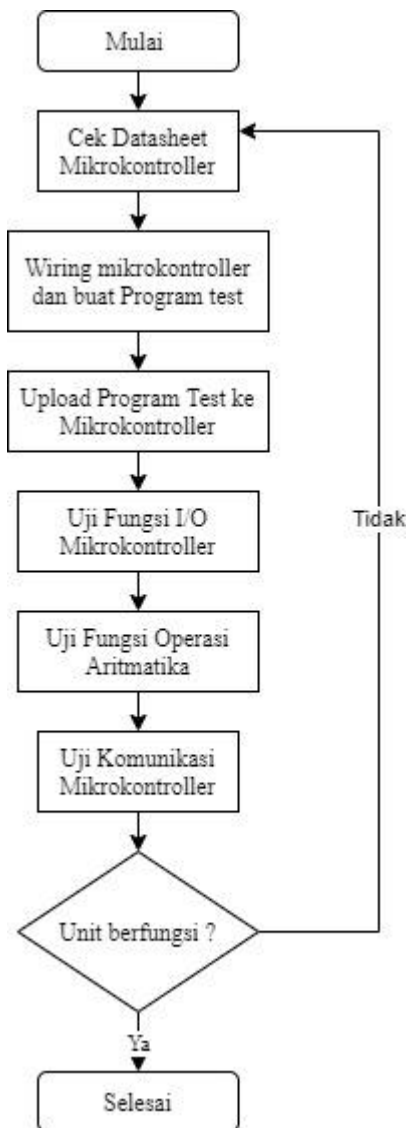 Mulai
Cek Datasheet
Mikrokontroller
Wiring mikrokontroller
dan buat Program test
Upload Program Test ke
Mikrokontroller
Uji Fungsi I/O
Mikrokontroller
Tidak
Uji Fungsi Operasi
Aritmatika
Uji Komunikasi
Mikrokontroller
Unit berfungsi ?
Ya
Selesai